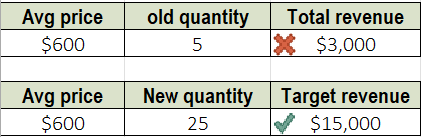 Avg price old quantity Total revenue
$600 5 $3,000
Avg price New quantity Target revenue
$600 25 $15,000